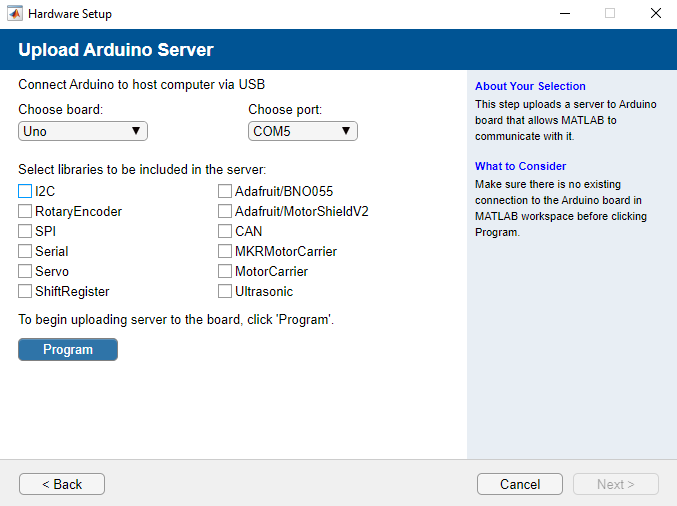 Hardware Setup
Upload Arduino Server
Connect Arduino to host computer via USB
Choose board:
Choose port:
Uno
COM5
Select libraries to be included in the server:
I2C
RotaryEncoder
SPI
Serial
Servo
ShiftRegister
Adafruit/BNO055
Adafruit/MotorShieldV2
CAN
MKRMotorCarrier
MotorCarrier
Ultrasonic
To begin uploading server to the board, click 'Program'.
Program
About Your Selection
This step uploads a server to Arduino
board that allows MATLAB to
communicate with it.
What to Consider
Make sure there is no existing
connection to the Arduino board in
MATLAB workspace before clicking
Program.
< Back
Cancel
Next >